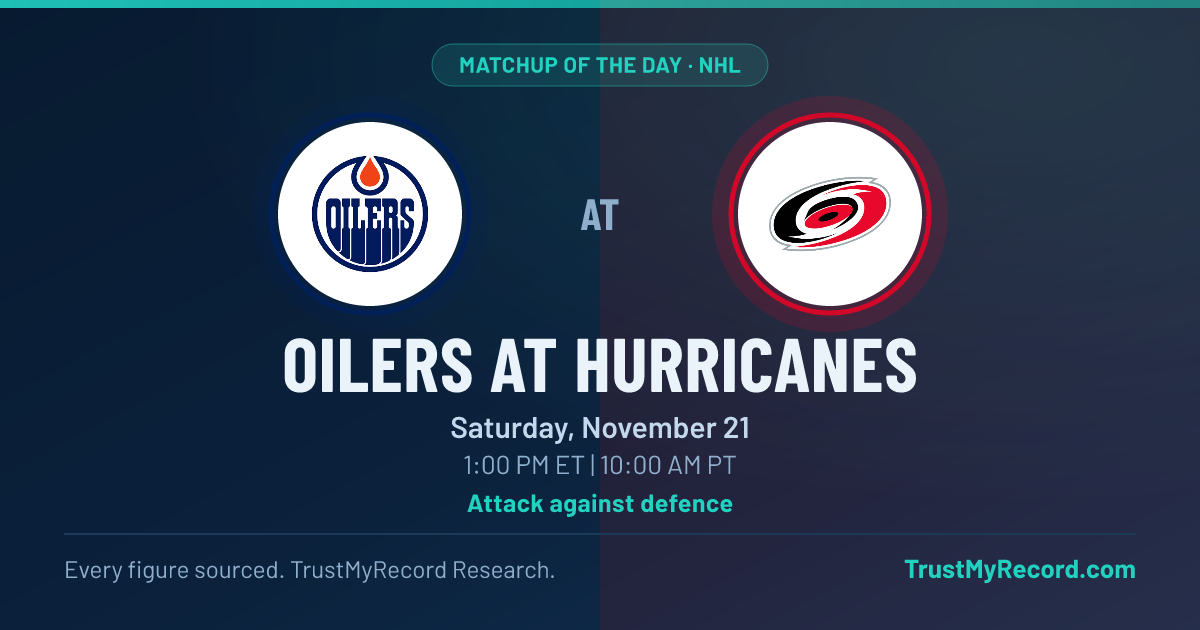 MATCHUP OF THE DAY · NHL
OILERS
AT
OILERS AT HURRICANES
Saturday, November 21
1:00 PM ET | 10:00 AM PT
Attack against defence
Every figure sourced. TrustMyRecord Research.
TrustMyRecord.com